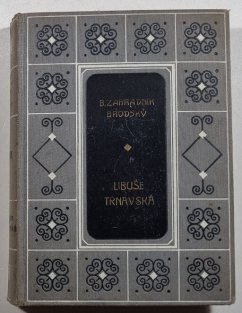 B. ZAHRADNÍK
BRODSKÝ
LIBUŠE
TRNAVSKÁ